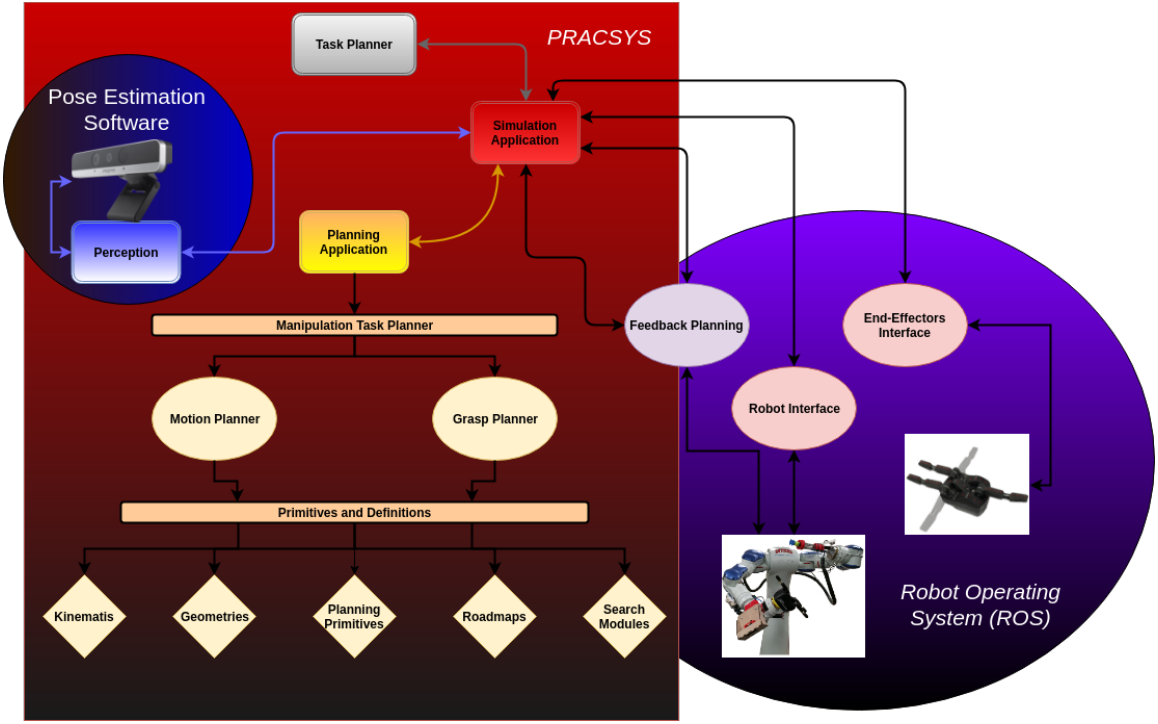 PRACSYS
Task Planner
Pose Estimation
Software
Simulation
Application
Perception
Planning
Application
Manipulation Task Planner
Feedback Planning
End-Effectors
Interface
Motion Planner
Grasp Planner
Robot Interface
Primitives and Definitions
Kinematis
Geometries
Planning
Primitives
Roadmaps
Search
Modules
Robot Operating
System (ROS)